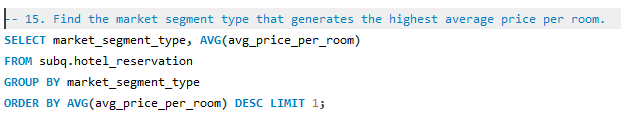 -- 15. Find the market segment type that generates the highest average price per room.
SELECT market_segment_type, AVG(avg_price_per_room)
FROM subq.hotel_reservation
GROUP BY market_segment_type
ORDER BY AVG(avg_price_per_room) DESC LIMIT 1;